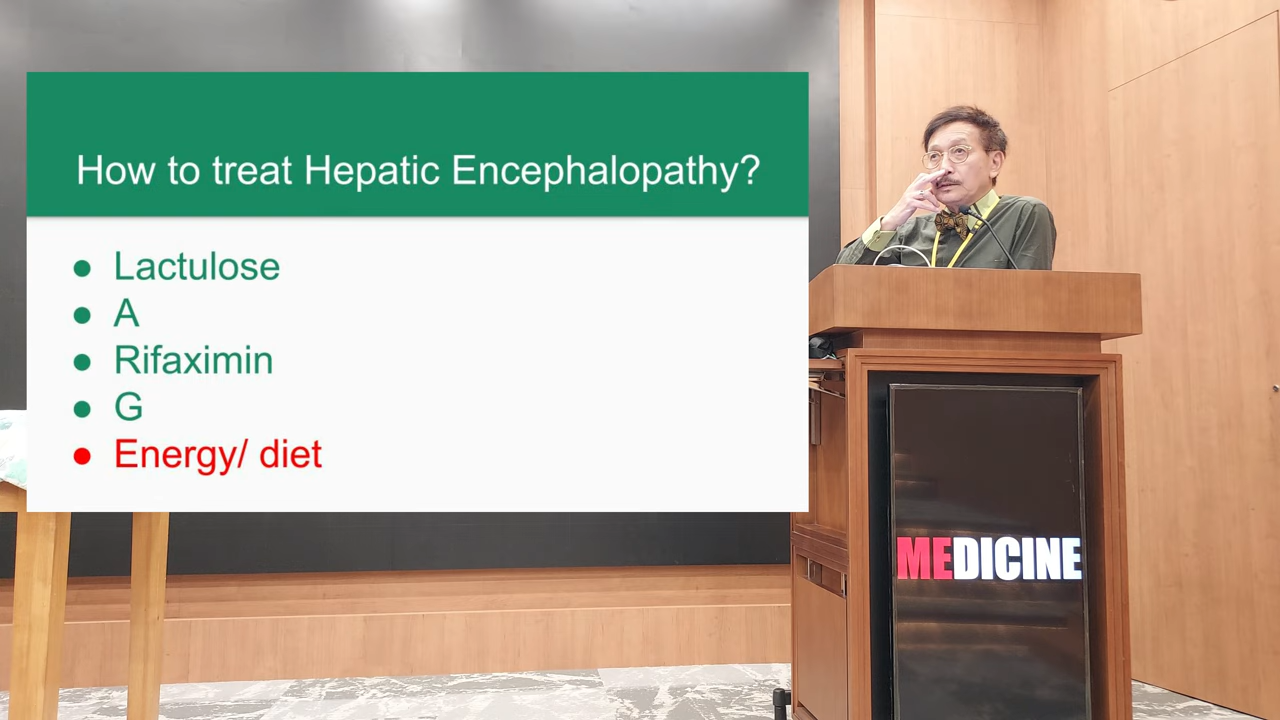 How to treat Hepatic Encephalopathy?
● Lactulose
● A
● Rifaximin
● G
● Energy/ diet
MEDICINE